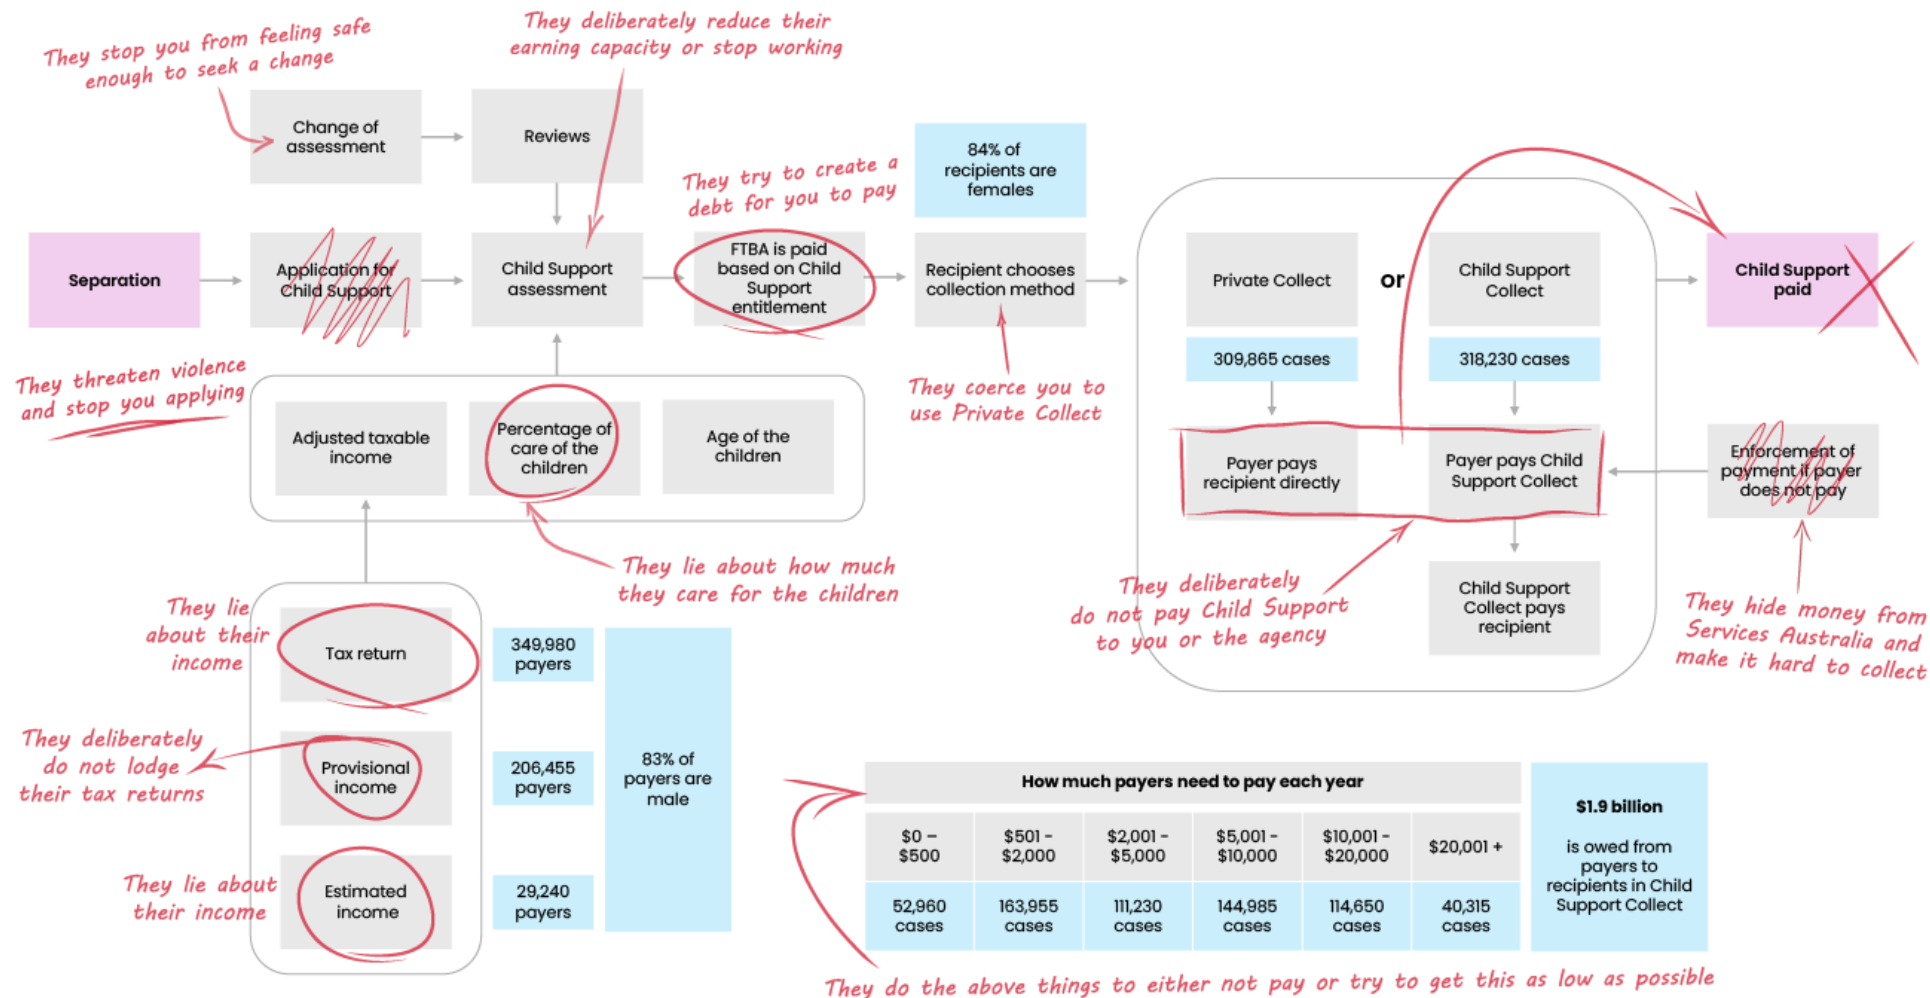 They stop you from feeling safe
enough to seek a change
They deliberately reduce their
earning capacity or stop working
Change of
assessment
Reviews
They try to create a
debt for you to pay
84% of
recipients are
females
Separation
Application for
Child Support
Child Support
assessment
FTBA is paid
based on Child
Support
entitlement
Recipient chooses
collection method
Private Collect
or
Child Support
Collect
Child Support
paid
309,865 cases
318,230 cases
They threaten violence
and stop you applying
They coerce you to
use Private Collect
Adjusted taxable
income
Percentage of
care of the
children
Age of the
children
Payer pays
recipient directly
Payer pays Child
Support Collect
Enforcement of
payment if payer
does not pay
They lie about how much
they care for the children
They deliberately
do not pay Child Support
to you or the agency
Child Support
Collect pays
recipient
They hide money from
Services Australia and
make it hard to collect
They lie
about their
income
Tax return
349,980
payers
They deliberately
do not lodge
their tax returns
Provisional
income
206,455
payers
83% of
payers are
male
They lie about
their income
Estimated
income
29,240
payers
How much payers need to pay each year
$0 –
$500
$501 -
$2,000
$2,001 -
$5,000
$5,001 -
$10,000
$10,001 -
$20,000
$20,001 +
52,960
cases
163,955
cases
111,230
cases
144,985
cases
114,650
cases
40,315
cases
$1.9 billion
is owed from
payers to
recipients in Child
Support Collect
They do the above things to either not pay or try to get this as low as possible